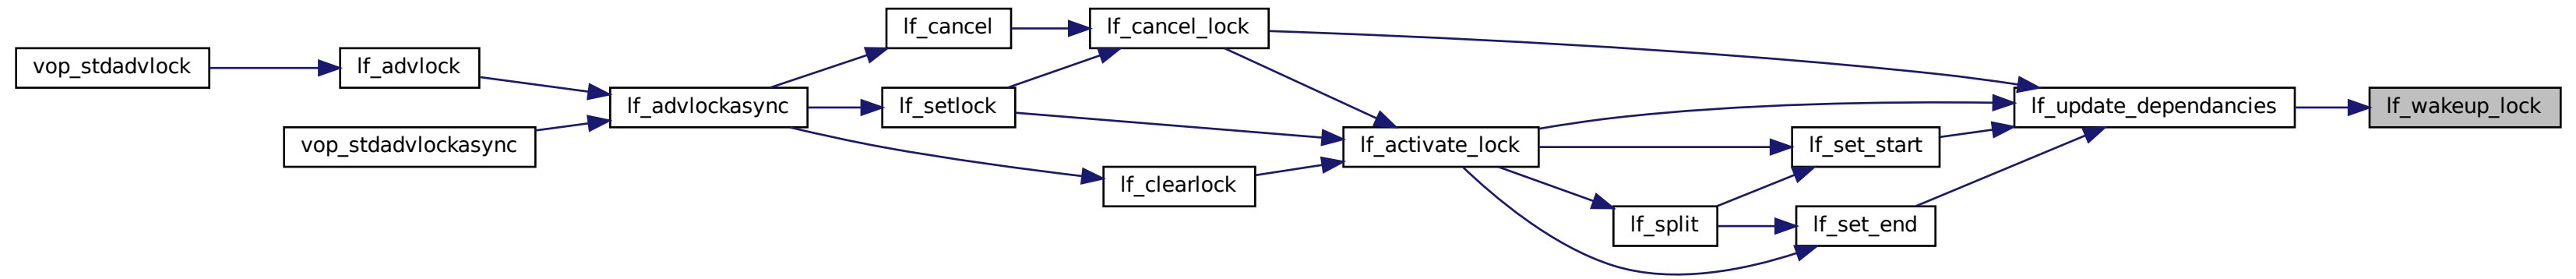 vop_stdadvlock
lf_advlock
vop_stdadvlockasync
lf_advlockasync
lf_cancel
lf_setlock
lf_cancel_lock
lf_clearlock
lf_activate_lock
lf_split
lf_set_start
lf_set_end
lf_update_dependancies
lf_wakeup_lock